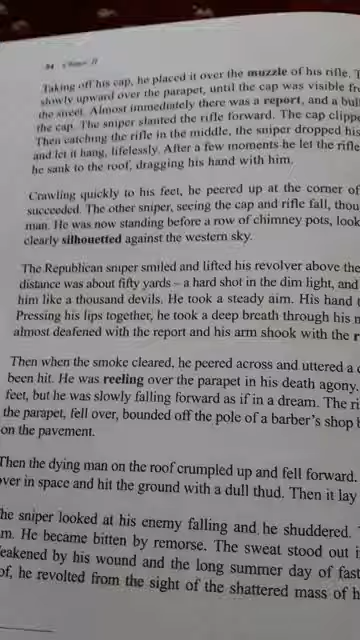 34 Chapter II
Taking off his cap, he placed it over the muzzle of his rifle. T
slowly upward over the parapet, until the cap was visible fr
the street. Almost immediately there was a report, and a bull
the cap. The sniper slanted the rifle forward. The cap clippe
Then catching the rifle in the middle, the sniper dropped his
and let it hang, lifelessly. After a few moments he let the rifle
he sank to the roof, dragging his hand with him.
Crawling quickly to his feet, he peered up at the corner of
succeeded. The other sniper, seeing the cap and rifle fall, thou
man. He was now standing before a row of chimney pots, look
clearly silhouetted against the western sky.
The Republican sniper smiled and lifted his revolver above the
distance was about fifty yards – a hard shot in the dim light, and
him like a thousand devils. He took a steady aim. His hand t
Pressing his lips together, he took a deep breath through his n
almost deafened with the report and his arm shook with the r
Then when the smoke cleared, he peered across and uttered a c
been hit. He was reeling over the parapet in his death agony.
feet, but he was slowly falling forward as if in a dream. The ri
the parapet, fell over, bounded off the pole of a barber's shop b
on the pavement.
Then the dying man on the roof crumpled up and fell forward.
over in space and hit the ground with a dull thud. Then it lay
he sniper looked at his enemy falling and he shuddered. T
m. He became bitten by remorse. The sweat stood out i
eakened by his wound and the long summer day of fast
of, he revolted from the sight of the shattered mass of h